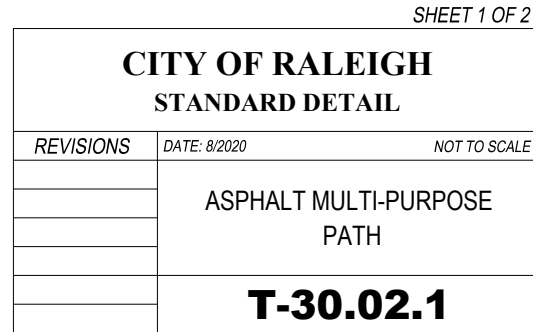 SHEET 1 OF 2
CITY OF RALEIGH
STANDARD DETAIL
REVISIONS DATE: 8/2020 NOT TO SCALE
ASPHALT MULTI-PURPOSE
PATH
T-30.02.1